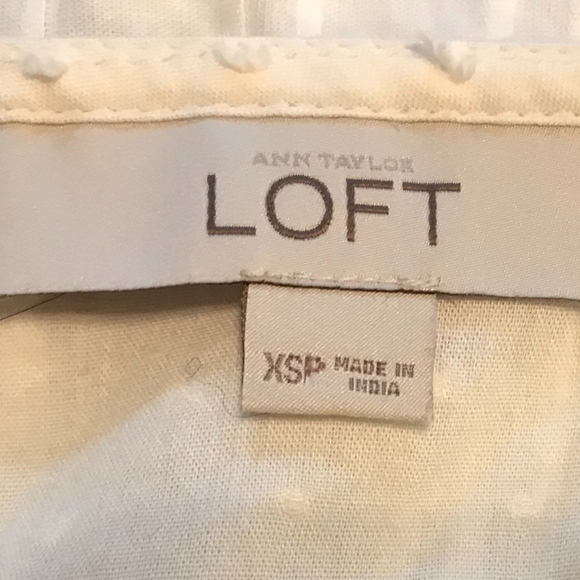 ANN TAYLOR
LOFT
XSP MADE IN
INDIA